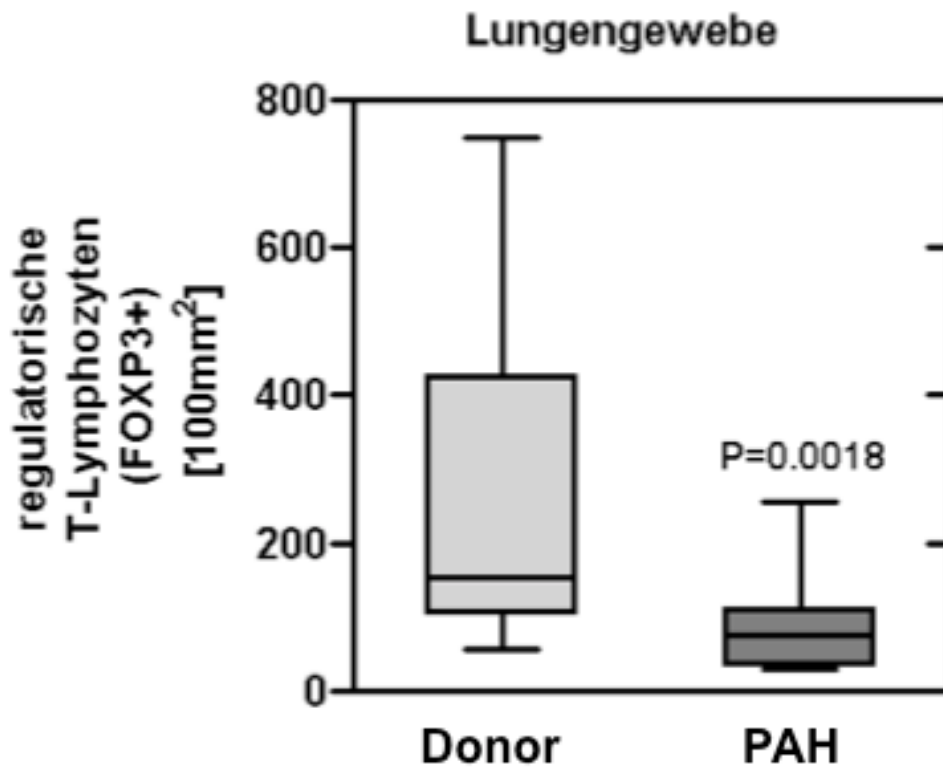 Lungengewebe
regulatorische
T-Lymphozyten
(FOXP3+)
[100mm²]
800
600
400
200
0
P=0.0018
Donor
PAH